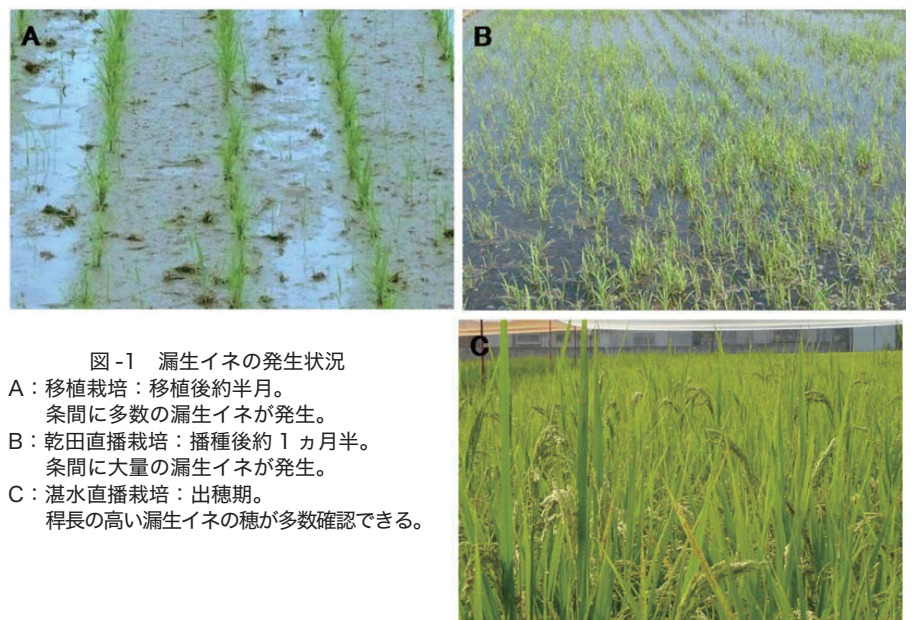 A
B
C
図-1 漏生イネの発生状況
A：移植栽培：移植後約半月。
条間に多数の漏生イネが発生。
B：乾田直播栽培：播種後約 1 ヵ月半。
条間に大量の漏生イネが発生。
C：湛水直播栽培：出穂期。
稈長の高い漏生イネの穂が多数確認できる。